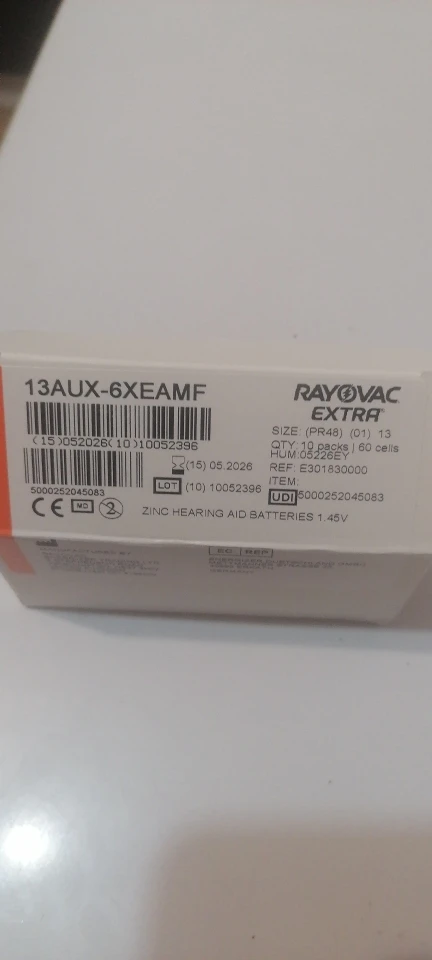 13AUX-6XEAMF
RAYOVAC
EXTRA
(15)052026(10)10052396
SIZE: (PR48) (01) 13
QTY: 10 packs | 60 cells
HUM:05226EY
(15) 05.2026
REF: E301830000
LOT (10) 10052396
ITEM:
5000252045083
UDI 5000252045083
CE MD 2
ZINC HEARING AID BATTERIES 1.45V
EC REP